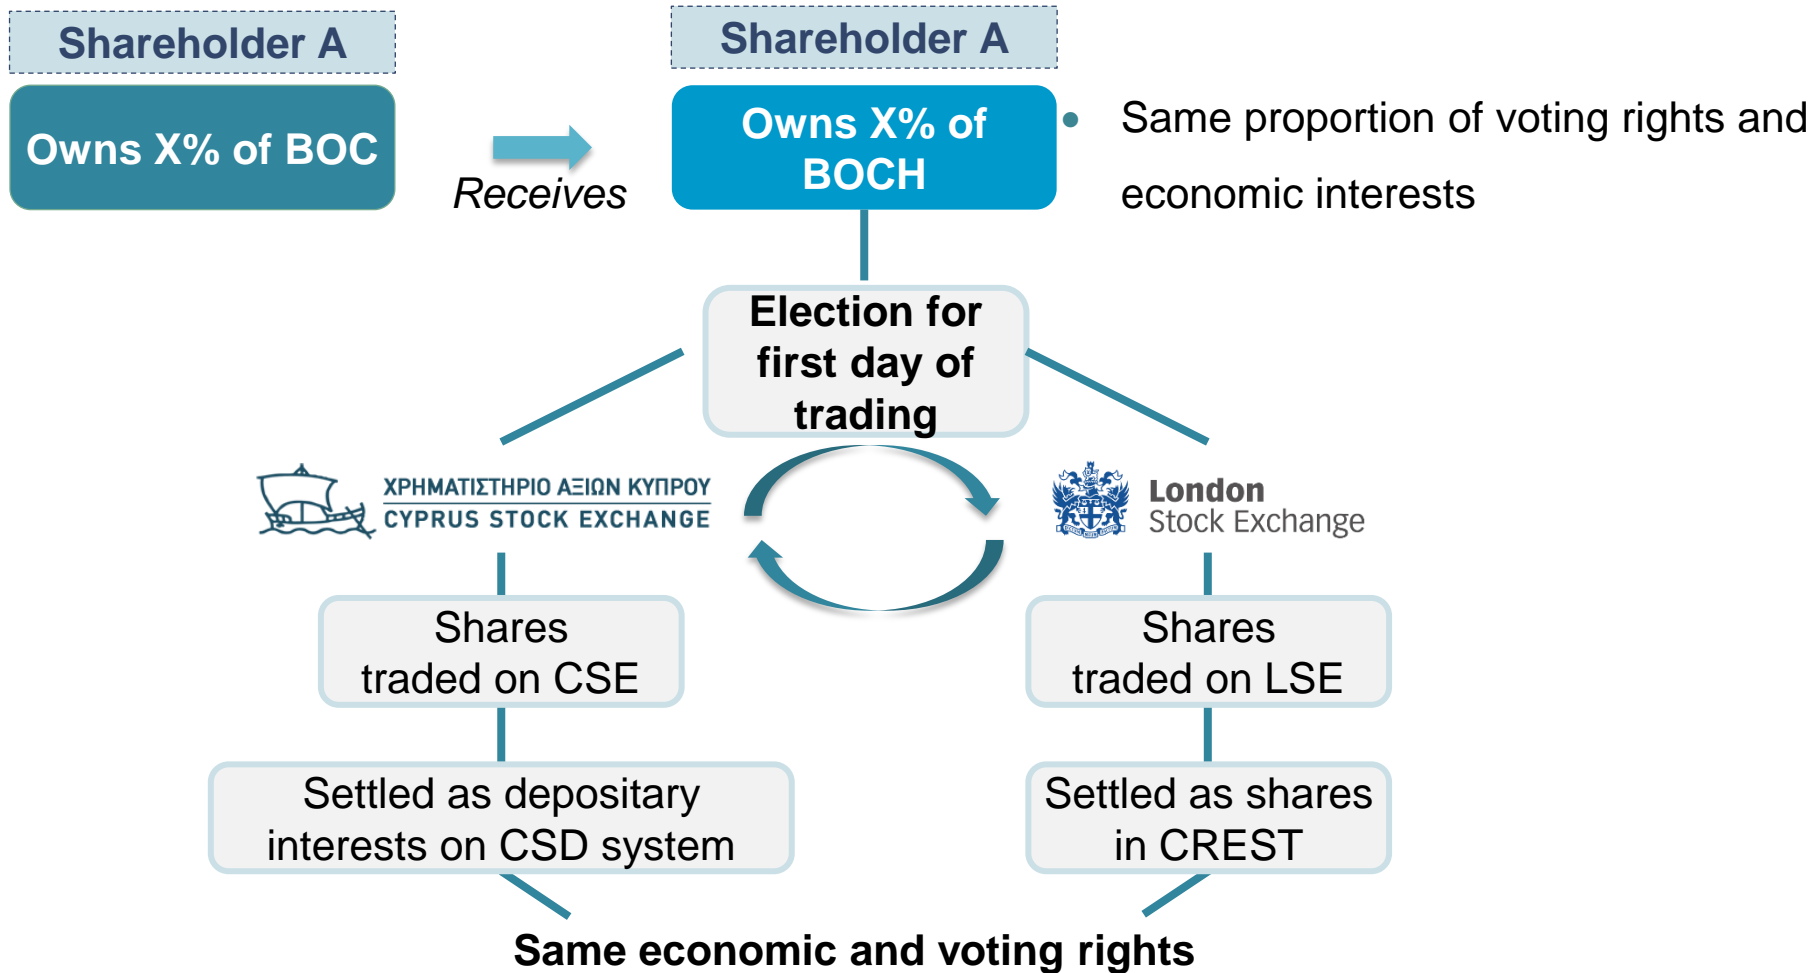 Shareholder A
Owns X% of BOC
Receives
Shareholder A
Owns X% of
BOCH
• Same proportion of voting rights and
economic interests
Election for
first day of
trading
ΧΡΗΜΑΤΙΣΤΗΡΙΟ ΑΞΙΩΝ ΚΥΠΡΟΥ
CYPRUS STOCK EXCHANGE
London
Stock Exchange
Shares
traded on CSE
Shares
traded on LSE
Settled as depositary
interests on CSD system
Settled as shares
in CREST
Same economic and voting rights